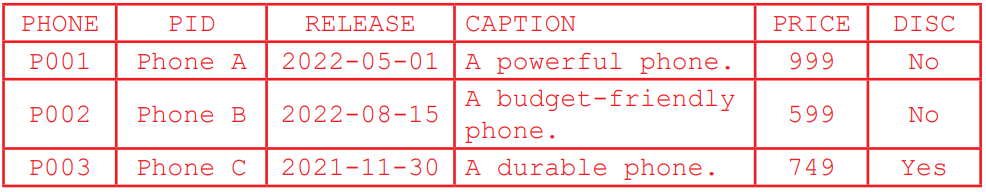 PHONE PID RELEASE CAPTION PRICE DISC
P001 Phone A 2022-05-01 A powerful phone. 999 No
P002 Phone B 2022-08-15 A budget-friendly phone. 599 No
P003 Phone C 2021-11-30 A durable phone. 749 Yes